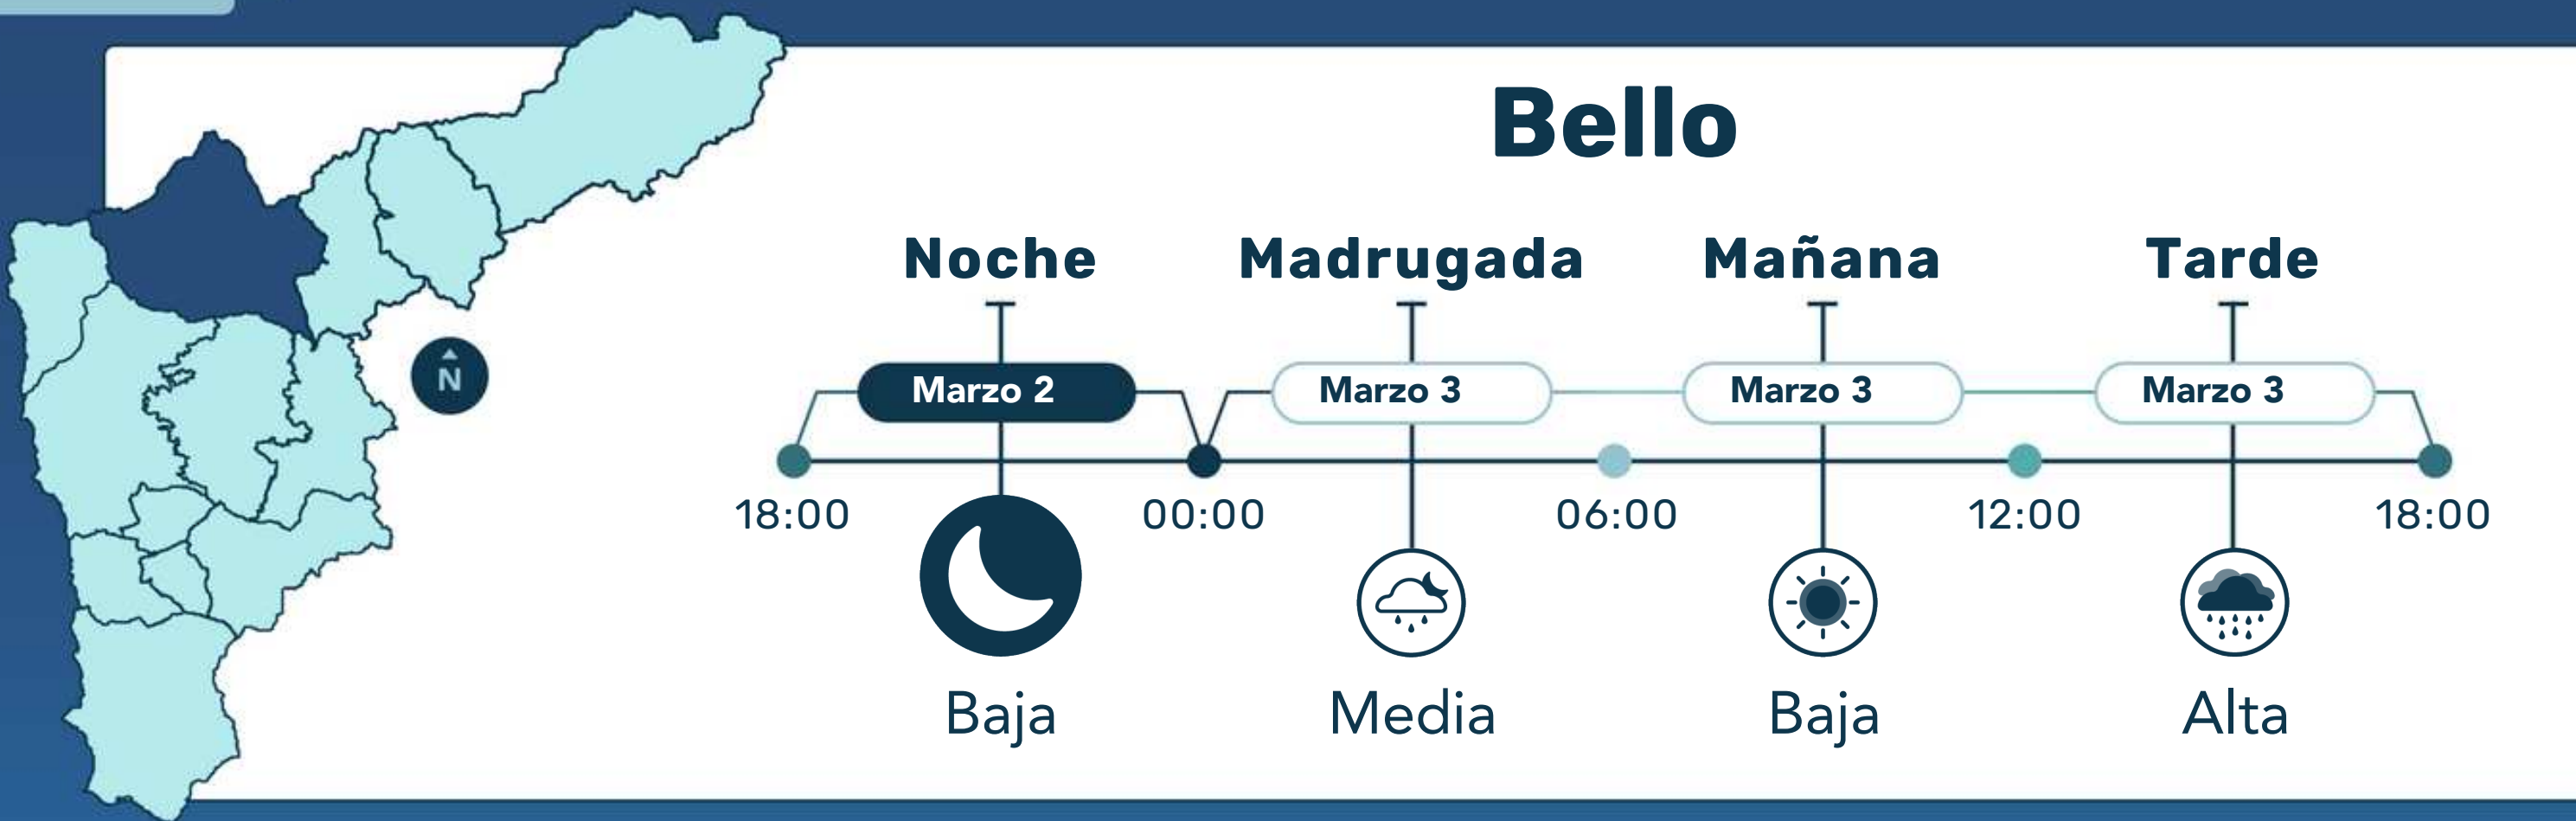 Bello
Noche Madrugada Mañana Tarde
Marzo 2 Marzo 3 Marzo 3 Marzo 3
N
18:00 00:00 06:00 12:00 18:00
Baja Media Baja Alta